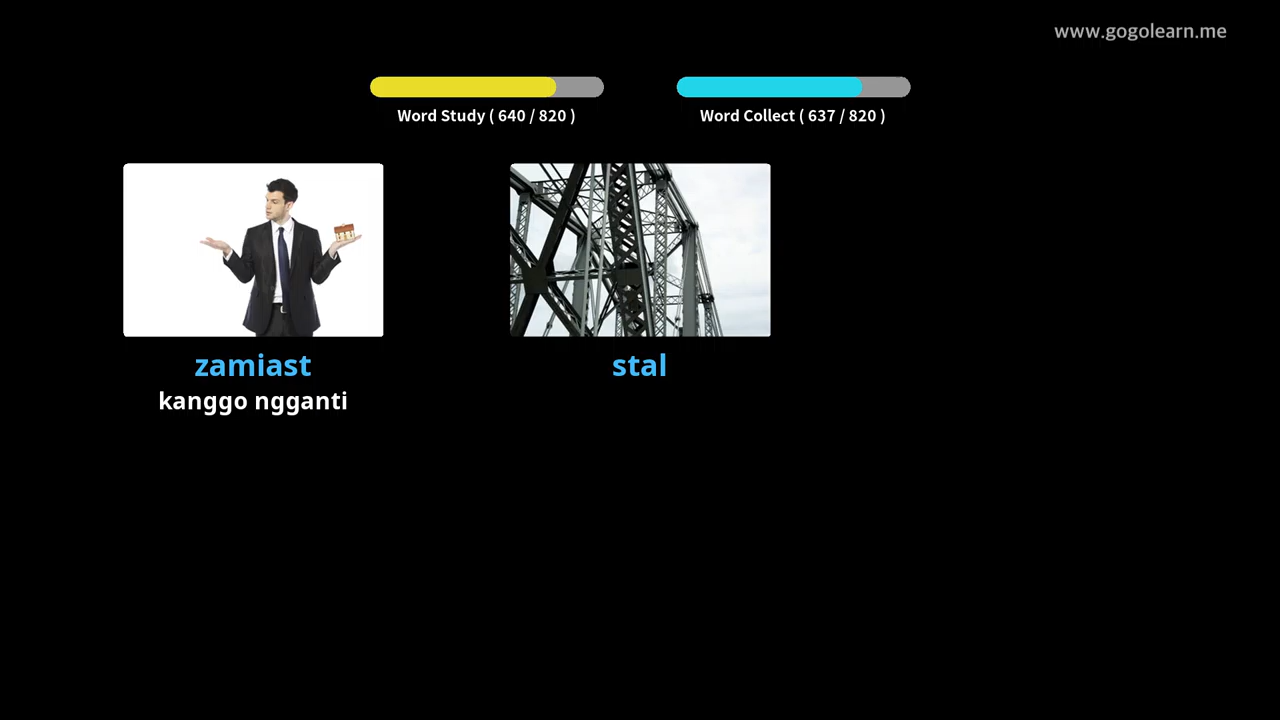 www.gogolearn.me
Word Study ( 640 / 820 )
Word Collect ( 637 / 820 )
zamiast
kanggo ngganti
stal